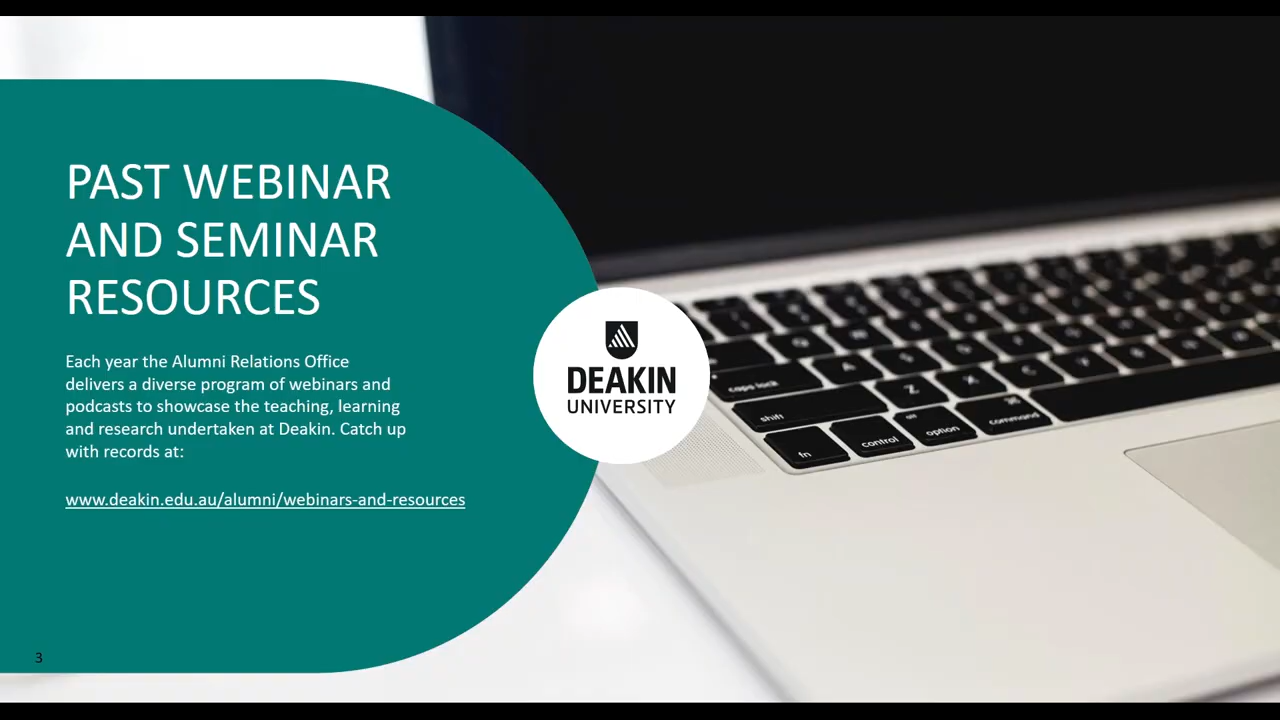 PAST WEBINAR
AND SEMINAR
RESOURCES
Each year the Alumni Relations Office
delivers a diverse program of webinars and
podcasts to showcase the teaching, learning
and research undertaken at Deakin. Catch up
with records at:
www.deakin.edu.au/alumni/webinars-and-resources
3
DEAKIN
UNIVERSITY
Q
caps lock
A
shift
Z
X
C
fn
control
alt
option
⌘
command